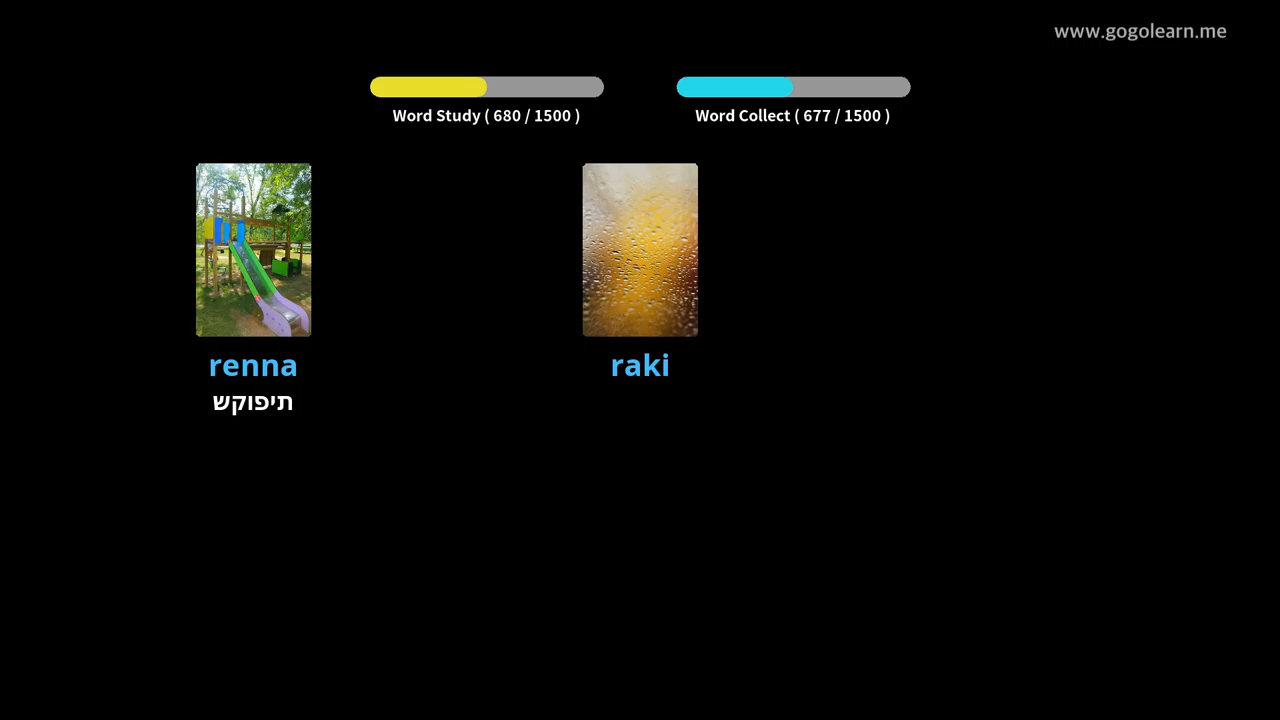 www.gogolearn.me
Word Study ( 680 / 1500 )
Word Collect ( 677 / 1500 )
renna
תיפוקש
raki